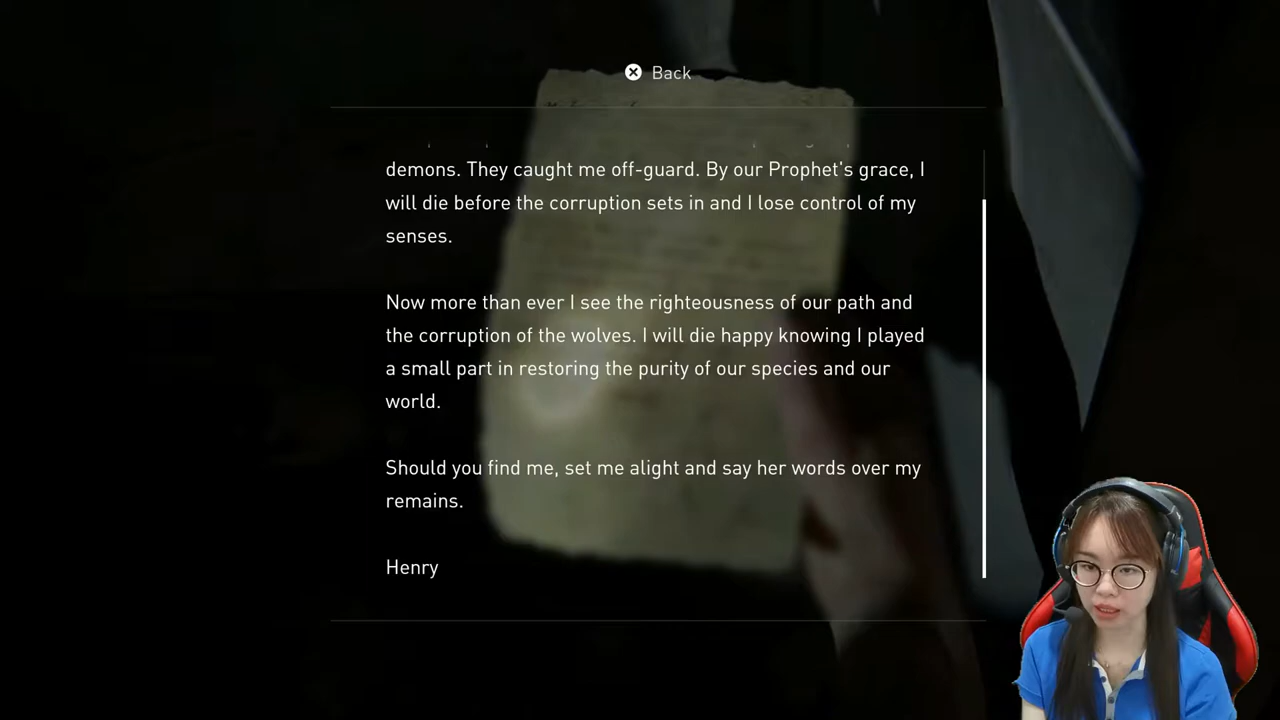 Back
demons. They caught me off-guard. By our Prophet's grace, I
will die before the corruption sets in and I lose control of my
senses.
Now more than ever I see the righteousness of our path and
the corruption of the wolves. I will die happy knowing I played
a small part in restoring the purity of our species and our
world.
Should you find me, set me alight and say her words over my
remains.
Henry